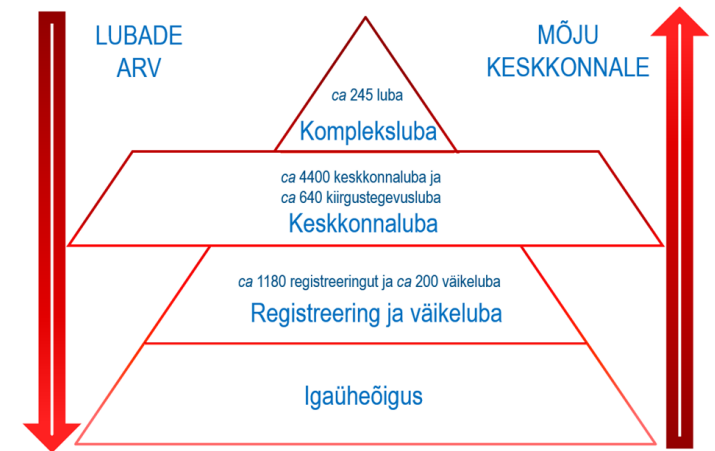 LUBADE
ARV
MÕJU
KESKKONNALE
ca 245 luba
Kompleksluba
ca 4400 keskkonnaluba ja
ca 640 kiirgustegevusluba
Keskkonnaluba
ca 1180 registreeringut ja ca 200 väikeluba
Registreering ja väikeluba
Igaüheõigus